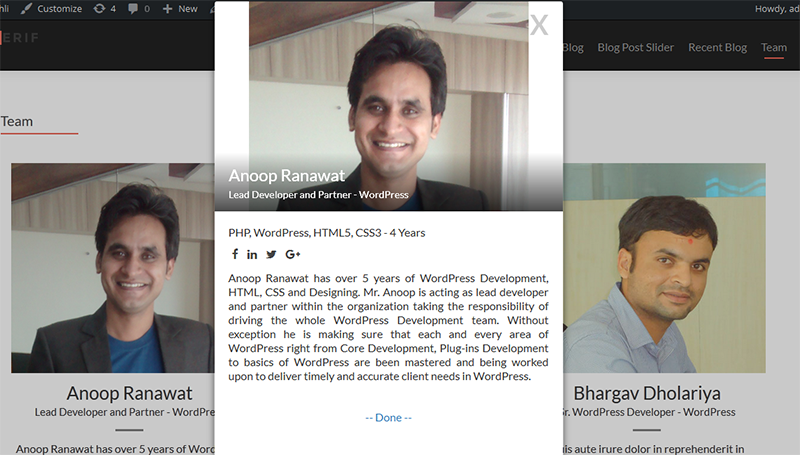 hli Customize 4 0 New
Howdy, ad
ERIF
Blog Blog Post Slider Recent Blog Team
Team
X
Anoop Ranawat
Lead Developer and Partner - WordPress
PHP, WordPress, HTML5, CSS3 - 4 Years
f in G+
Anoop Ranawat has over 5 years of WordPress Development,
HTML, CSS and Designing. Mr. Anoop is acting as lead developer
and partner within the organization taking the responsibility of
driving the whole WordPress Development team. Without
exception he is making sure that each and every area of
WordPress right from Core Development, Plug-ins Development
to basics of WordPress are been mastered and being worked
upon to deliver timely and accurate client needs in WordPress.
-- Done --
Anoop Ranawat
Lead Developer and Partner - WordPre
Anoop Ranawat has over 5 years of Word
Bhargav Dholariya
Sr. WordPress Developer - WordPress
uis aute irure dolor in reprehenderit in